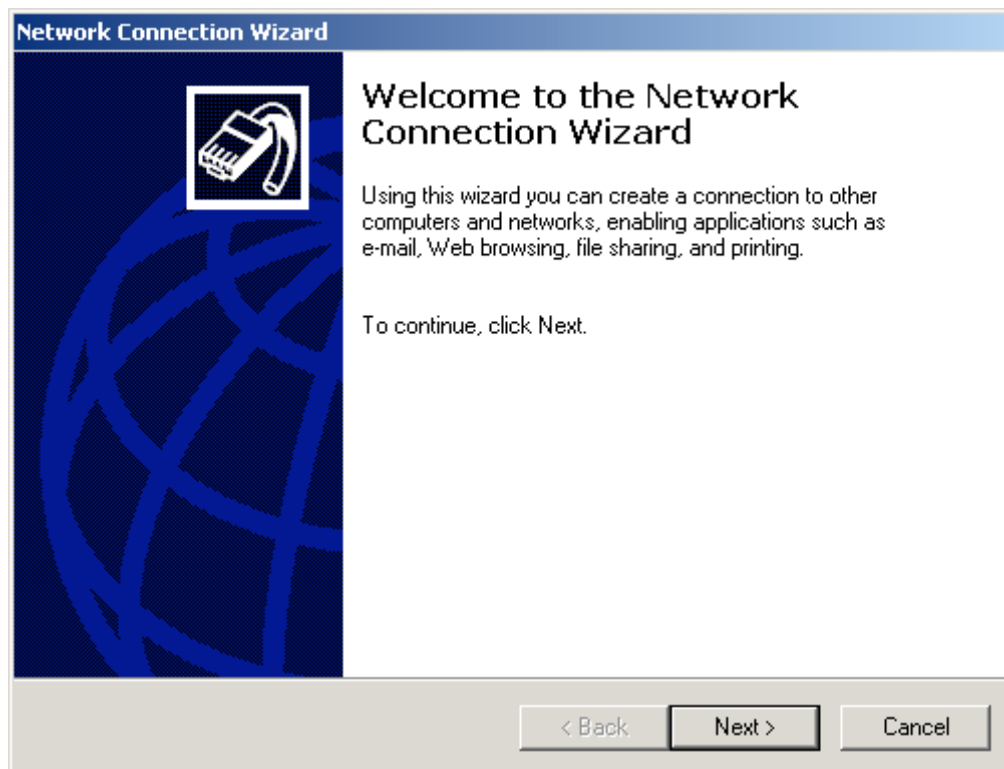 Network Connection Wizard
Welcome to the Network
Connection Wizard
Using this wizard you can create a connection to other
computers and networks, enabling applications such as
e-mail, Web browsing, file sharing, and printing.
To continue, click Next.
< Back
Next >
Cancel